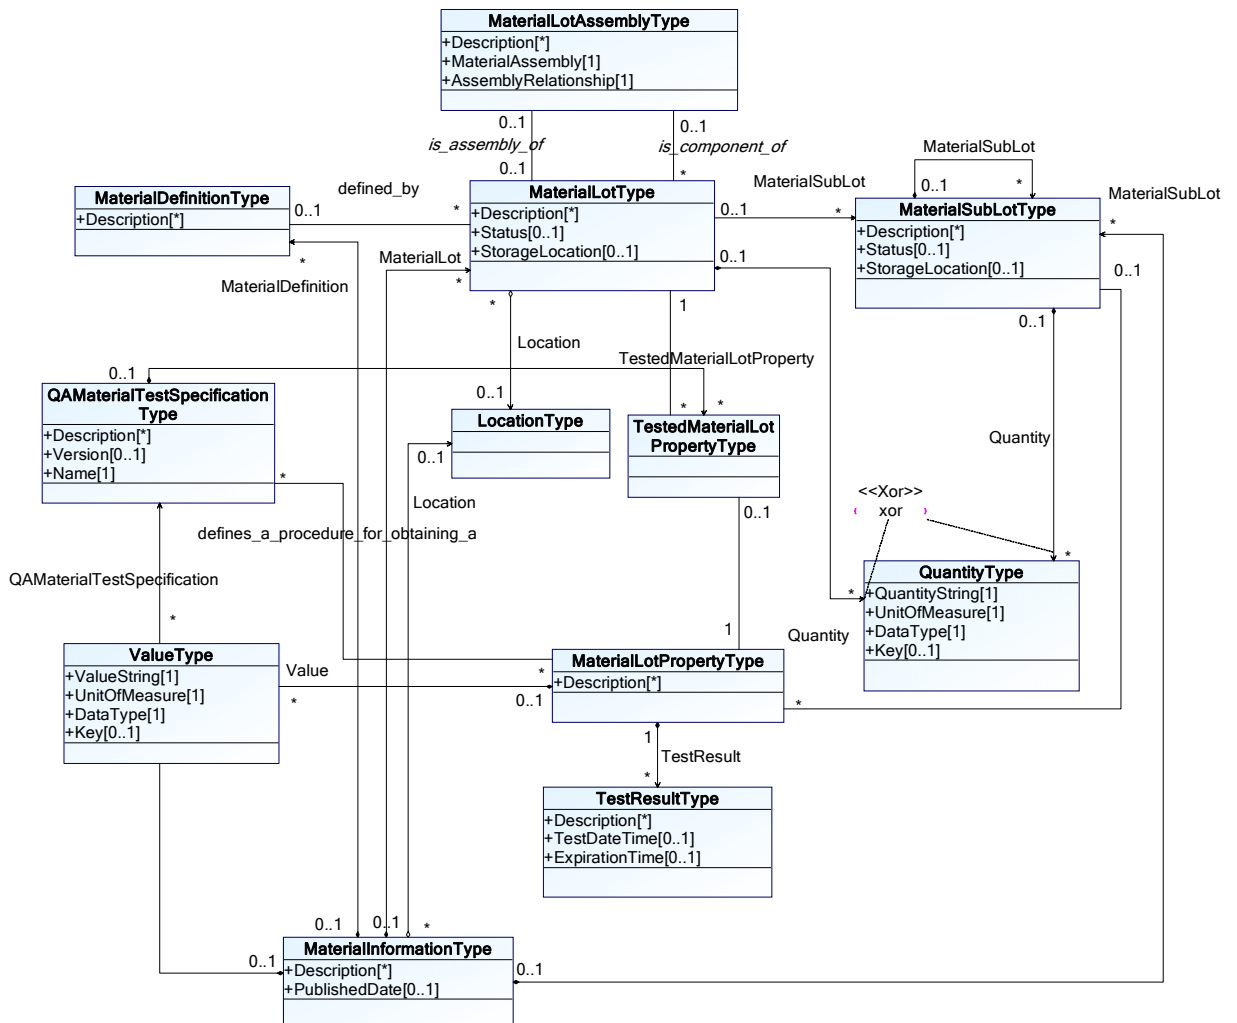 MaterialLotAssemblyType
+Description[*]
+MaterialAssembly[1]
+AssemblyRelationship[1]
0..1
0..1
is_assembly_of
is_component_of
0..1
*
MaterialSubLot
0..1
*
MaterialDefinitionType
+Description[*]
defined_by
0..1
*
MaterialLotType
+Description[*]
+Status[0..1]
+StorageLocation[0..1]
MaterialSubLot
0..1
*
MaterialSubLotType
+Description[*]
+Status[0..1]
+StorageLocation[0..1]
MaterialSubLot
*
0..1
*
MaterialDefinition
MaterialLot
*
0..1
*
1
0..1
Location
TestedMaterialLotProperty
0..1
0..1
*
*
QAMaterialTestSpecification
Type
+Description[*]
+Version[0..1]
+Name[1]
*
LocationType
TestedMaterialLot
PropertyType
Quantity
0..1
Location
0..1
<<Xor>>
xor
defines_a_procedure_for_obtaining_a
*
QuantityType
+QuantityString[1]
+UnitOfMeasure[1]
+DataType[1]
+Key[0..1]
*
Quantity
QAMaterialTestSpecification
*
1
ValueType
+ValueString[1]
+UnitOfMeasure[1]
+DataType[1]
+Key[0..1]
Value
*
*
0..1
MaterialLotPropertyType
+Description[*]
*
1
TestResult
*
TestResultType
+Description[*]
+TestDateTime[0..1]
+ExpirationTime[0..1]
0..1
0..1
*
0..1
MaterialInformationType
+Description[*]
+PublishedDate[0..1]
0..1